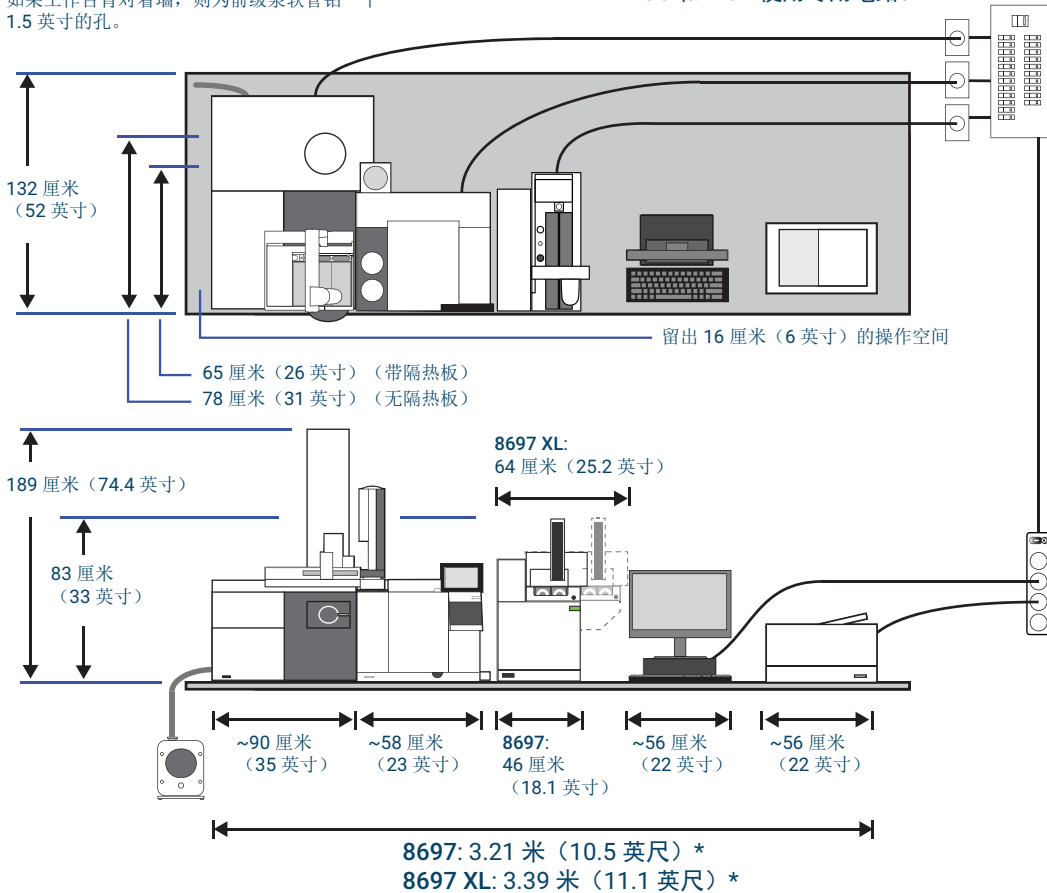 如果工作台背对着墙，则为前级泵软管钻一个
1.5 英寸的孔。
使用专用电路
132 厘米
（52 英寸）
留出 16 厘米（6 英寸）的操作空间
65 厘米（26 英寸）（带隔热板）
78 厘米（31 英寸）（无隔热板）
8697 XL:
64 厘米（25.2 英寸）
189 厘米（74.4 英寸）
83 厘米
（33 英寸）
~90 厘米
（35 英寸）
~58 厘米
（23 英寸）
8697:
46 厘米
（18.1 英寸）
~56 厘米
（22 英寸）
~56 厘米
（22 英寸）
8697: 3.21 米（10.5 英尺）*
8697 XL: 3.39 米（11.1 英尺）*